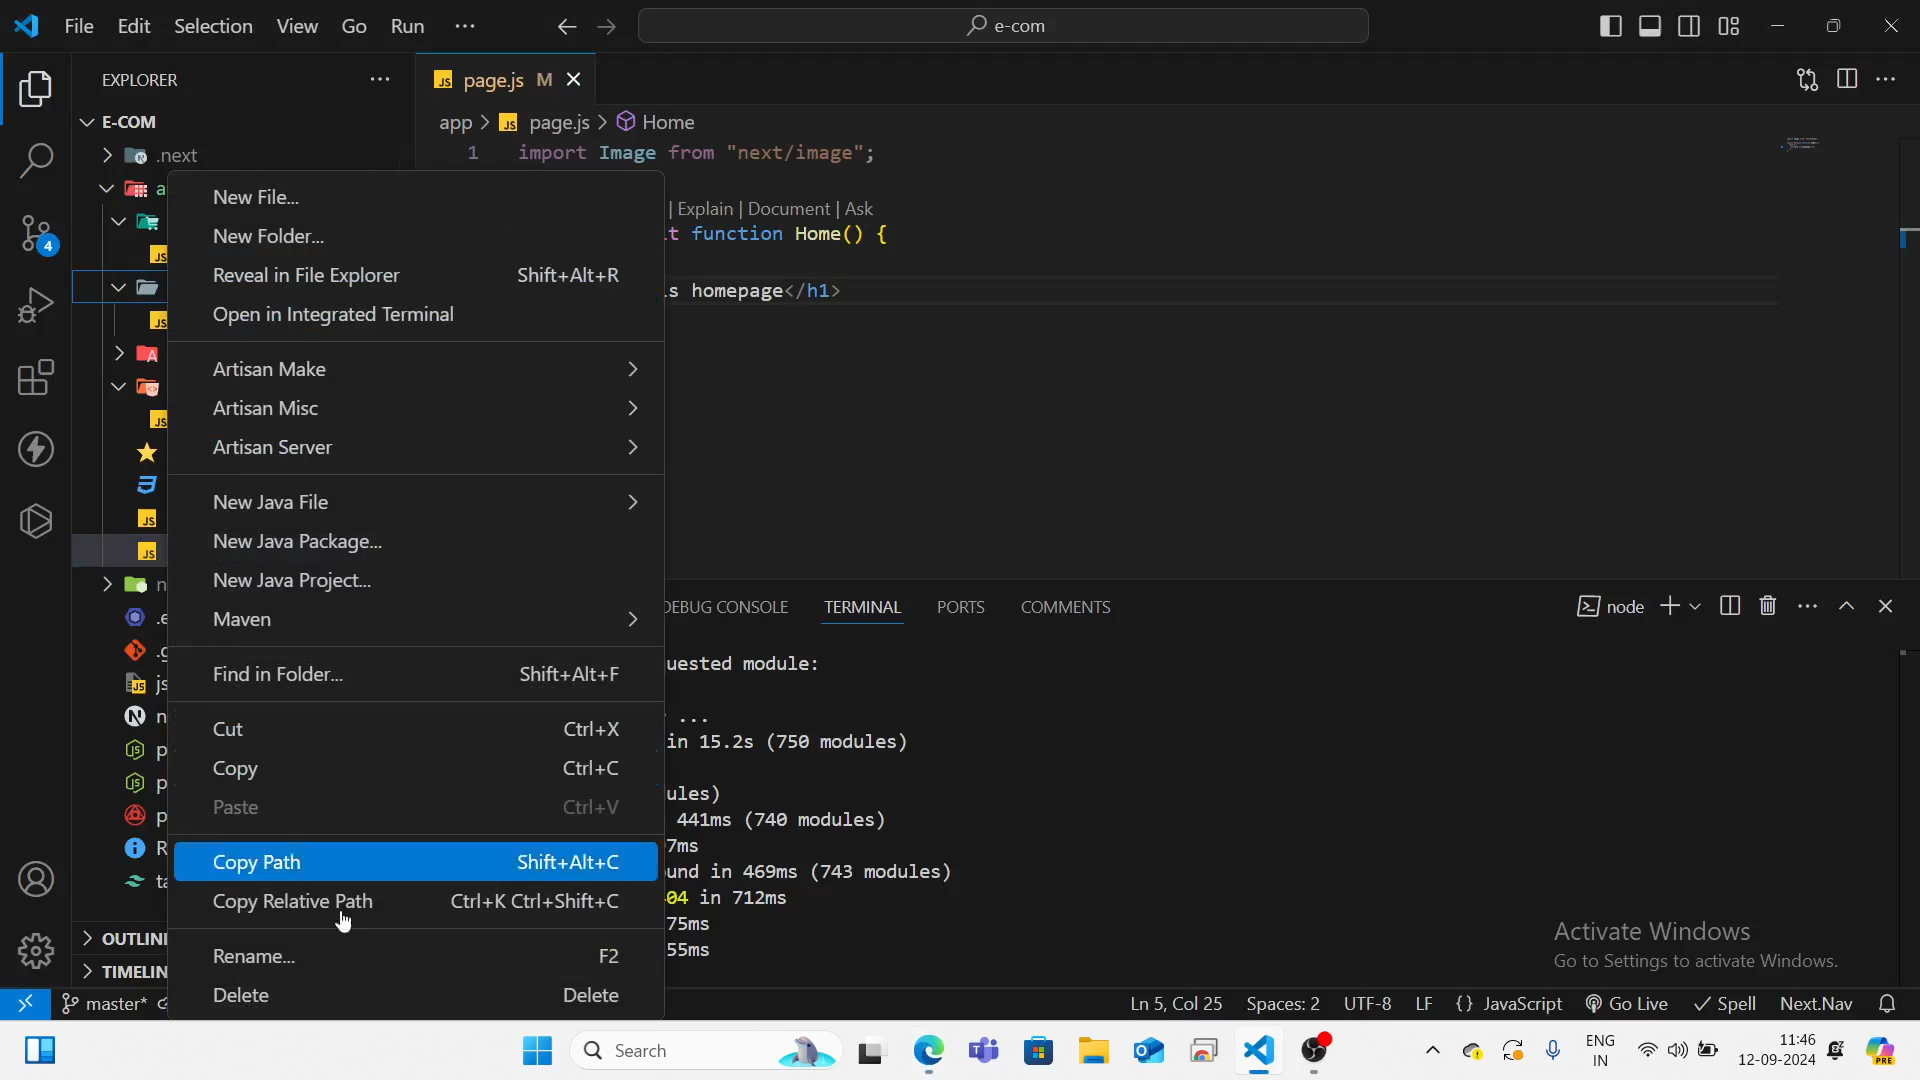 File Edit Selection View Go Run ... e-com
EXPLORER ...
page.js M
E-COM
app > page.js > Home
.next
1 import Image from "next/image";
New File...
| Explain | Document | Ask
New Folder...
function Home() {
Reveal in File Explorer Shift+Alt+R
homepage</h1>
Open in Integrated Terminal
Artisan Make
Artisan Misc
Artisan Server
New Java File
New Java Package...
New Java Project...
Maven
Find in Folder... Shift+Alt+F
Cut Ctrl+X
Copy Ctrl+C
Paste Ctrl+V
Copy Path Shift+Alt+C
Copy Relative Path Ctrl+K Ctrl+Shift+C
Rename... F2
Delete Delete
DEBUG CONSOLE TERMINAL PORTS COMMENTS
node
uested module:
...
in 15.2s (750 modules)
ules)
441ms (740 modules)
7ms
und in 469ms (743 modules)
04 in 712ms
75ms
55ms
OUTLIN
TIMELIN
Activate Windows
Go to Settings to activate Windows.
master* Ln 5, Col 25 Spaces: 2 UTF-8 LF {} JavaScript Go Live Spell Next.Nav
Search
ENG
IN
11:46
12-09-2024
PRE
4